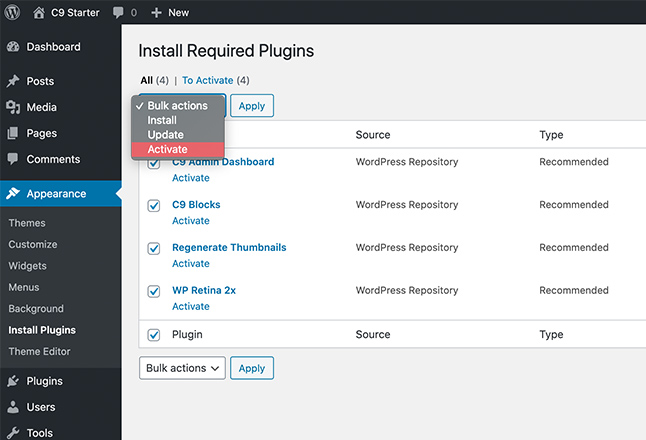 C9 Starter 0 + New
Dashboard
Posts
Media
Pages
Comments
Appearance
Themes
Customize
Widgets
Menus
Background
Install Plugins
Theme Editor
Plugins
Users
Tools
Install Required Plugins
All (4) | To Activate (4)
✓ Bulk actions Apply
Install
Update
Activate
Source Type
C9 Admin Dashboard WordPress Repository Recommended
Activate
C9 Blocks WordPress Repository Recommended
Activate
Regenerate Thumbnails WordPress Repository Recommended
Activate
WP Retina 2x WordPress Repository Recommended
Activate
Plugin Source Type
Bulk actions Apply